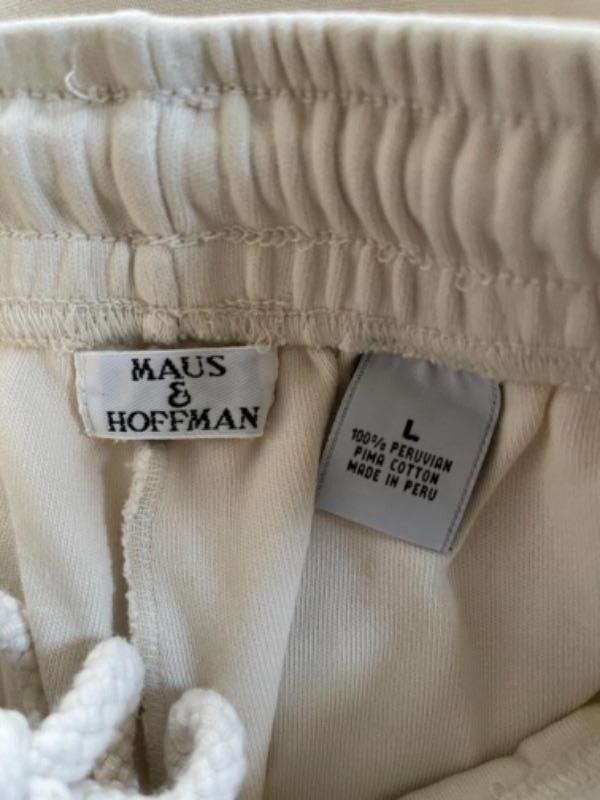 MAUS
&
HOFFMAN
L
100% PERUVIAN
PIMA COTTON
MADE IN PERU